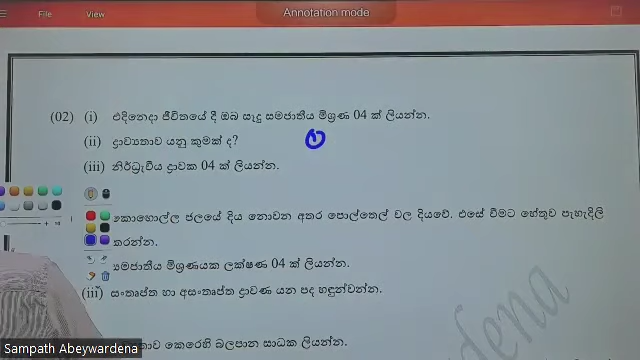 File View Annotation mode
(02) (i) එදිනෙදා ජීවිතයේ දී ඔබ සෑදූ සමජාතීය මිශ්‍රණ 04 ක් ලියන්න.
(ii) ද්‍රාව්‍යතාව යනු කුමක් ද?
(iii) නිර්ධ්‍රැවීය ද්‍රාවක 04 ක් ලියන්න.
කොහොල්ල ජලයේ දිය නොවන අතර පොල්තෙල් වල දියවේ. එසේ වීමට හේතුව පැහැදිලි
කරන්න.
සමජාතීය මිශ්‍රණයක ලක්ෂණ 04 ක් ලියන්න.
(iii) සංතෘප්ත හා අසංතෘප්ත ද්‍රාවණ යන පද හඳුන්වන්න.
කෙරෙහි බලපාන සාධක ලියන්න.
Sampath Abeywardena